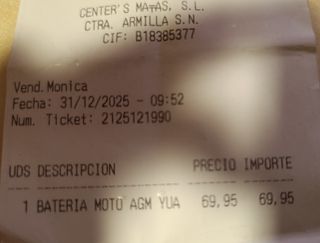 CENTER'S MATAS, S.L.
CTRA. ARMILLA S.N.
CIF: B18385377
Vend.Monica
Fecha: 31/12/2025 - 09:52
Num. Ticket: 2125121990
UDS DESCRIPCION PRECIO IMPORTE
1 BATERIA MOTO AGM YUA 69,95 69,95